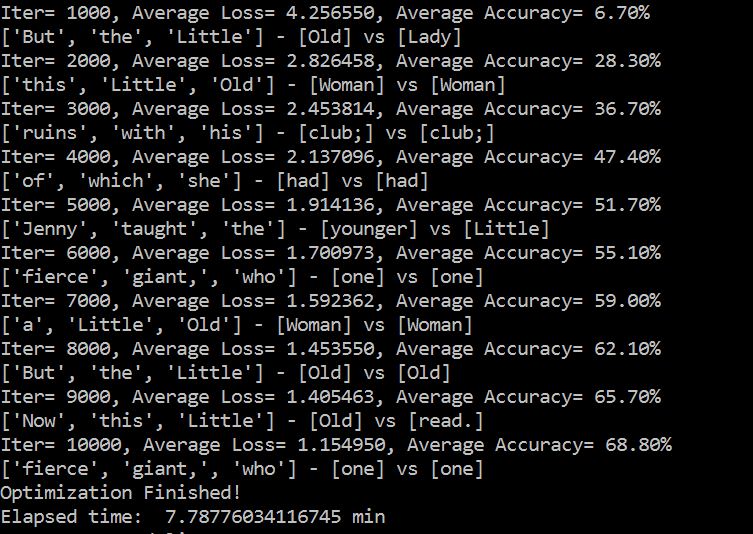 Iter= 1000, Average Loss= 4.256550, Average Accuracy= 6.70%
['But', 'the', 'Little'] - [Old] vs [Lady]
Iter= 2000, Average Loss= 2.826458, Average Accuracy= 28.30%
['this', 'Little', 'Old'] - [Woman] vs [Woman]
Iter= 3000, Average Loss= 2.453814, Average Accuracy= 36.70%
['ruins', 'with', 'his'] - [club;] vs [club;]
Iter= 4000, Average Loss= 2.137096, Average Accuracy= 47.40%
['of', 'which', 'she'] - [had] vs [had]
Iter= 5000, Average Loss= 1.914136, Average Accuracy= 51.70%
['Jenny', 'taught', 'the'] - [younger] vs [Little]
Iter= 6000, Average Loss= 1.700973, Average Accuracy= 55.10%
['fierce', 'giant,', 'who'] - [one] vs [one]
Iter= 7000, Average Loss= 1.592362, Average Accuracy= 59.00%
['a', 'Little', 'Old'] - [Woman] vs [Woman]
Iter= 8000, Average Loss= 1.453550, Average Accuracy= 62.10%
['But', 'the', 'Little'] - [Old] vs [Old]
Iter= 9000, Average Loss= 1.405463, Average Accuracy= 65.70%
['Now', 'this', 'Little'] - [Old] vs [read.]
Iter= 10000, Average Loss= 1.154950, Average Accuracy= 68.80%
['fierce', 'giant,', 'who'] - [one] vs [one]
Optimization Finished!
Elapsed time:  7.78776034116745 min